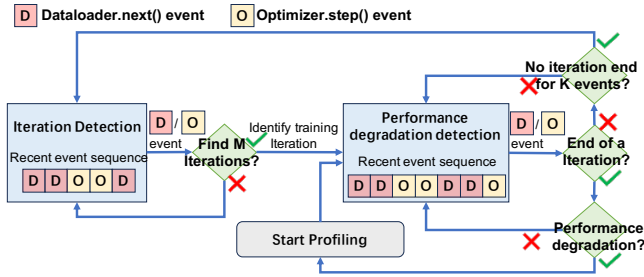 D Dataloader.next() event O Optimizer.step() event
No iteration end
for K events?
Iteration Detection
Recent event sequence
D D O O D
D / O
event
Find M
Iterations?
Identify training
Iteration
Performance
degradation detection
Recent event sequence
D D O O D D O
D / O
event
End of a
Iteration?
Performance
degradation?
Start Profiling